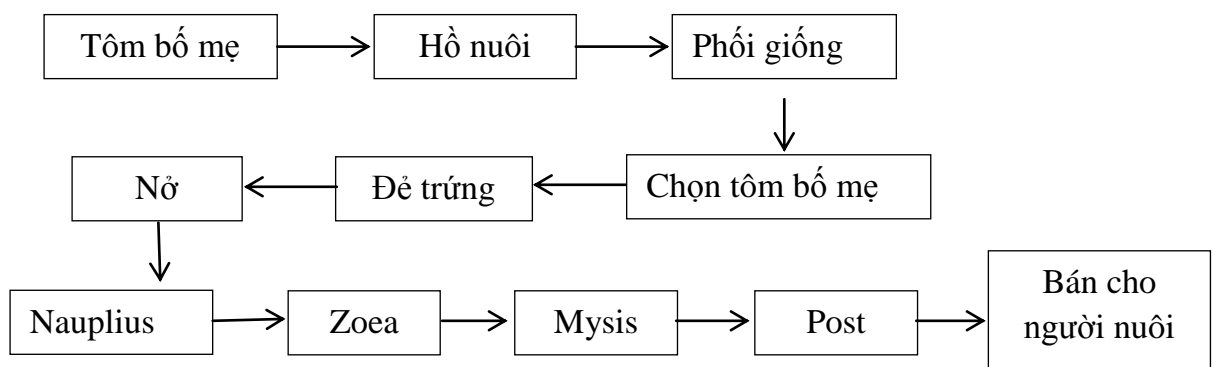 Tôm bố mẹ
Hồ nuôi
Phối giống
Chọn tôm bố mẹ
Đẻ trứng
Nở
Nauplius
Zoea
Mysis
Post
Bán cho
người nuôi